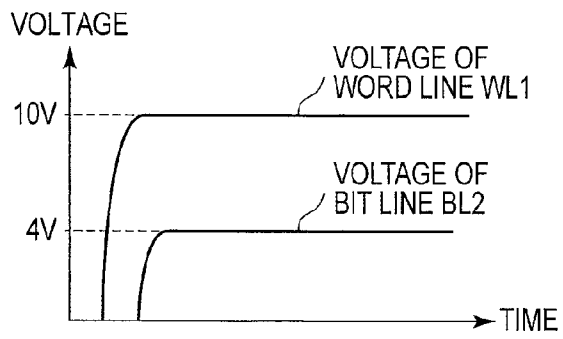 VOLTAGE
VOLTAGE OF
WORD LINE WL1
10V
VOLTAGE OF
BIT LINE BL2
4V
TIME